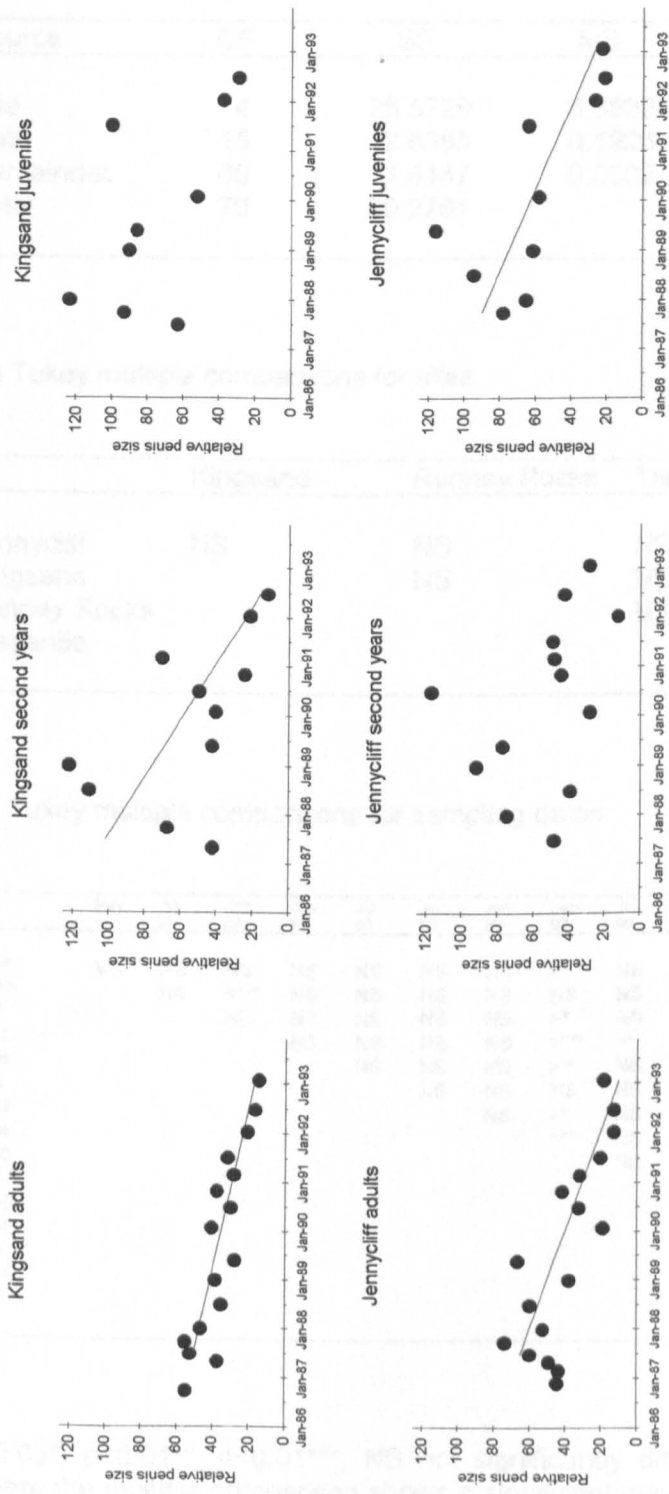 Kingsand adults
Relative penis size
120
100
80
60
40
20
0
Jan-86 Jan-87 Jan-88 Jan-89 Jan-90 Jan-91 Jan-92 Jan-93
Kingsand second years
Relative penis size
120
100
80
60
40
20
0
Jan-86 Jan-87 Jan-88 Jan-89 Jan-90 Jan-91 Jan-92 Jan-93
Kingsand juveniles
Relative penis size
120
100
80
60
40
20
0
Jan-86 Jan-87 Jan-88 Jan-89 Jan-90 Jan-91 Jan-92 Jan-93
Jennycliff adults
Relative penis size
120
100
80
60
40
20
0
Jan-86 Jan-87 Jan-88 Jan-89 Jan-90 Jan-91 Jan-92 Jan-93
Jennycliff second years
Relative penis size
120
100
80
60
40
20
0
Jan-86 Jan-87 Jan-88 Jan-89 Jan-90 Jan-91 Jan-92 Jan-93
Jennycliff juveniles
Relative penis size
120
100
80
60
40
20
0
Jan-86 Jan-87 Jan-88 Jan-89 Jan-90 Jan-91 Jan-92 Jan-93